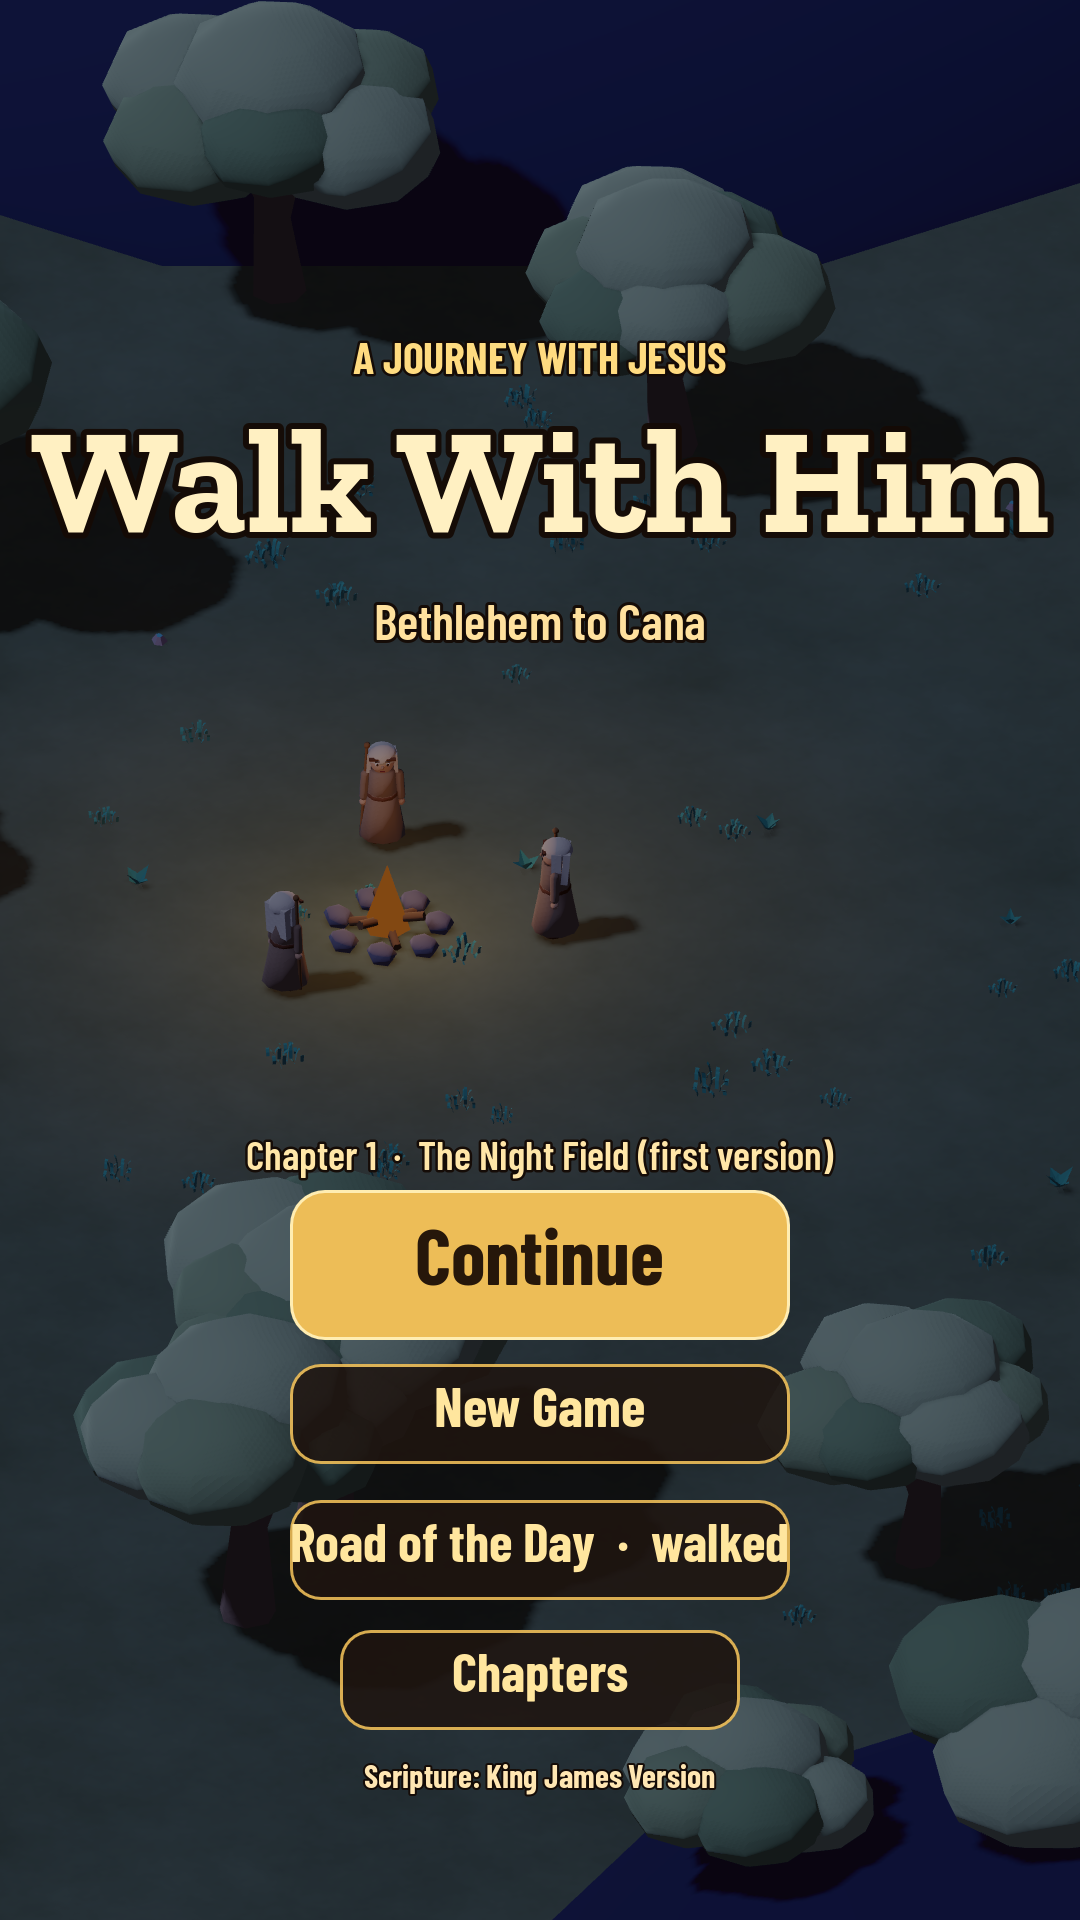 A JOURNEY WITH JESUS
Walk With Him
Bethlehem to Cana
Chapter 1 · The Night Field (first version)
Continue
New Game
Road of the Day · walked
Chapters
Scripture: King James Version